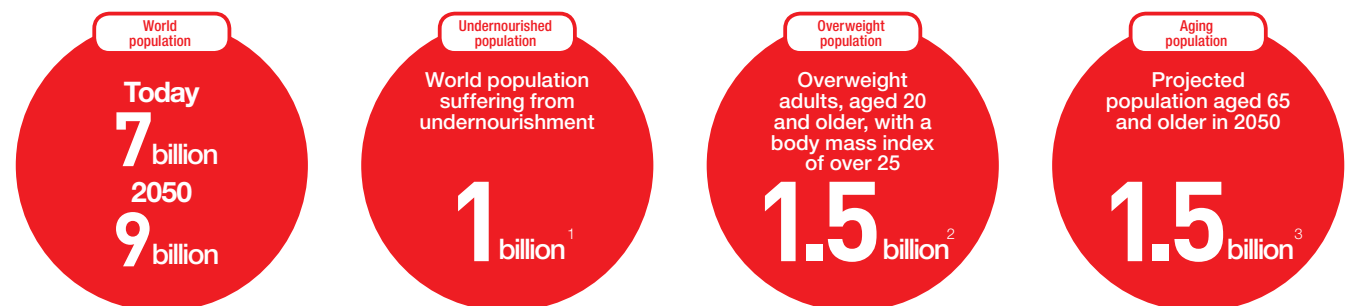 World
population
Today
7 billion
2050
9 billion
Undernourished
population
World population
suffering from
undernourishment
1 billion 1
Overweight
population
Overweight
adults, aged 20
and older, with a
body mass index
of over 25
1.5 billion 2
Aging
population
Projected
population aged 65
and older in 2050
1.5 billion 3